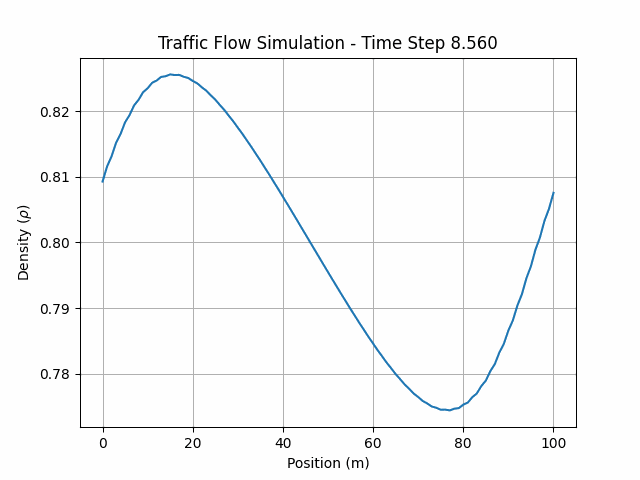 Traffic Flow Simulation - Time Step 8.560
0.82
0.81
0.80
0.79
0.78
Density (ρ)
0 20 40 60 80 100
Position (m)